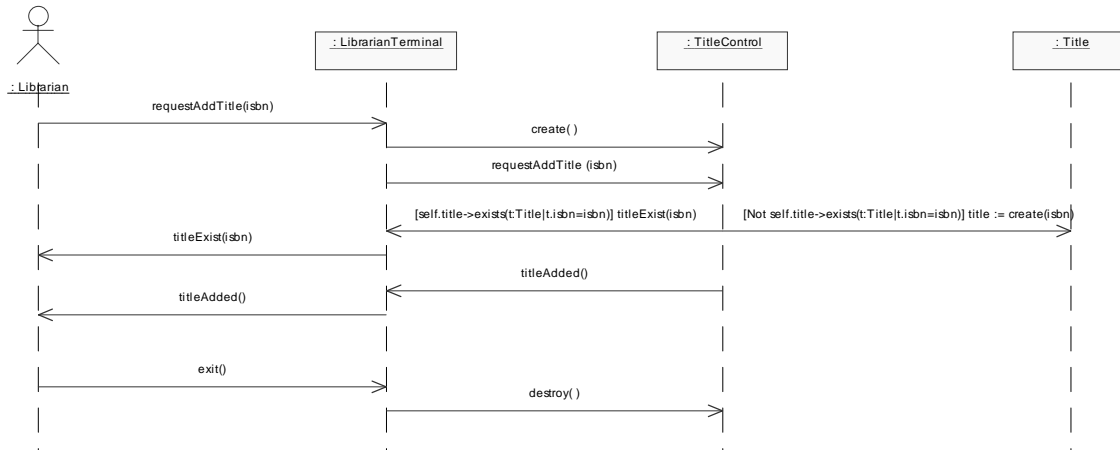 : LibrarianTerminal
: TitleControl
: Title
: Librarian
requestAddTitle(isbn)
create( )
requestAddTitle (isbn)
[self.title->exists(t:Title|t.isbn=isbn)] titleExist(isbn)
[Not self.title->exists(t:Title|t.isbn=isbn)] title := create(isbn)
titleExist(isbn)
titleAdded()
titleAdded()
exit()
destroy( )